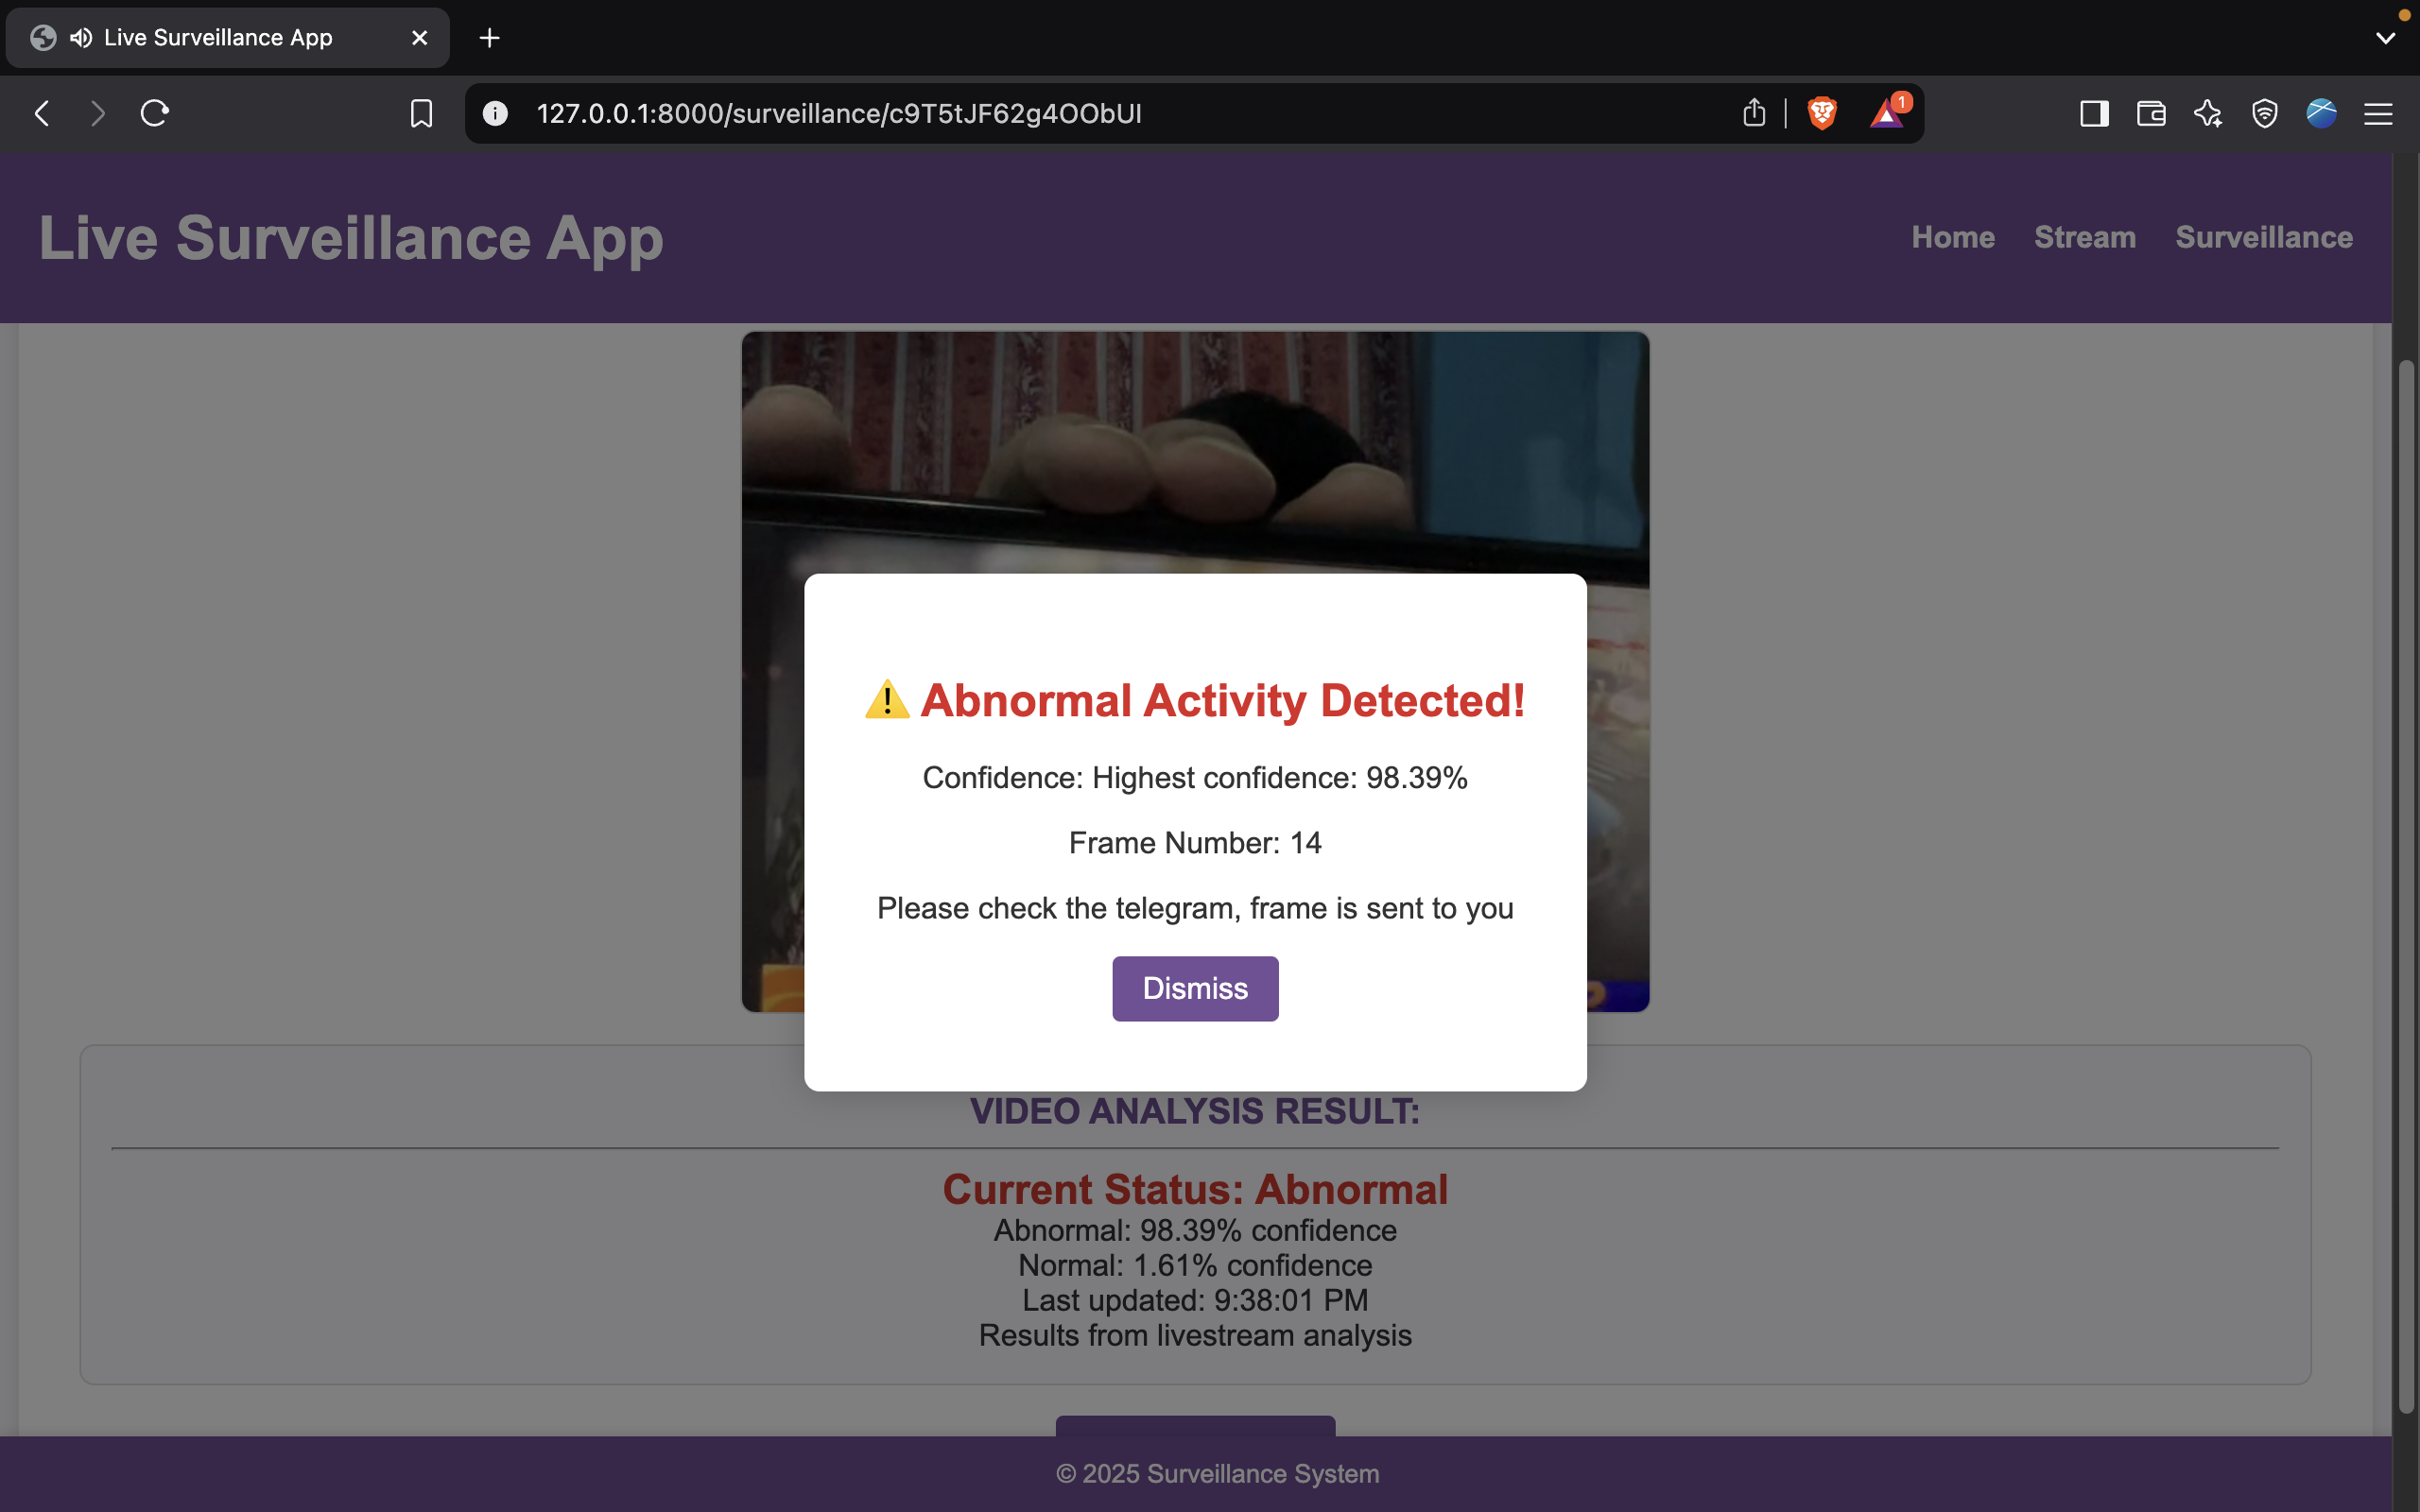 Live Surveillance App
127.0.0.1:8000/surveillance/c9T5tJF62g4OObUI
1
Live Surveillance App
Home Stream Surveillance
⚠️ Abnormal Activity Detected!
Confidence: Highest confidence: 98.39%
Frame Number: 14
Please check the telegram, frame is sent to you
Dismiss
VIDEO ANALYSIS RESULT:
Current Status: Abnormal
Abnormal: 98.39% confidence
Normal: 1.61% confidence
Last updated: 9:38:01 PM
Results from livestream analysis
© 2025 Surveillance System